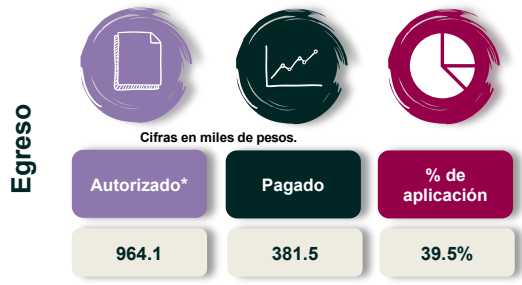 Egreso
Cifras en miles de pesos.
Autorizado*
Pagado
% de
aplicación
964.1
381.5
39.5%